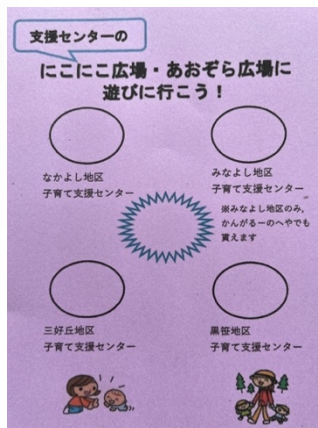 支援センターの
にこにこ広場・あおぞら広場に
遊びに行こう！
なかよし地区
子育て支援センター
みなよし地区
子育て支援センター
※みなよし地区のみ,
かんがるーのへやでも
貰えます
三好丘地区
子育て支援センター
黒笹地区
子育て支援センター